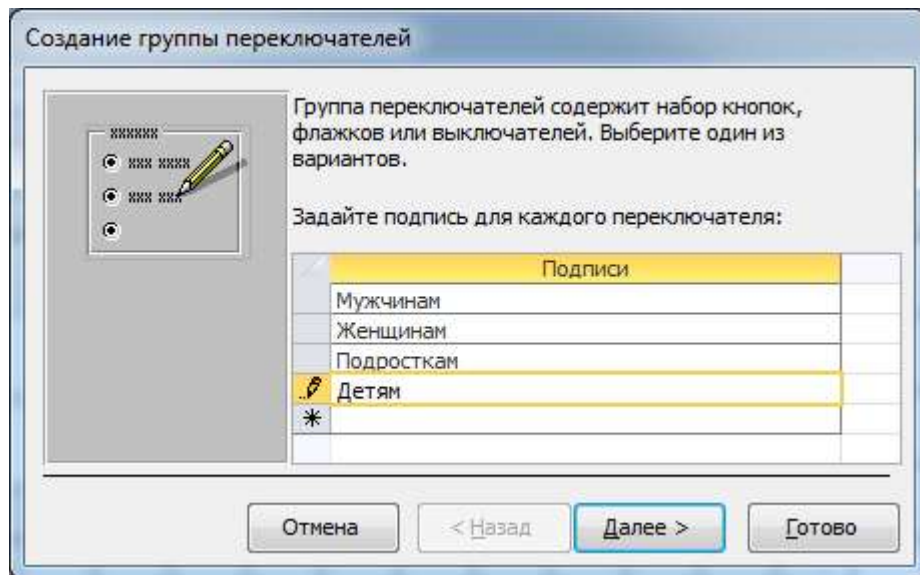 Создание группы переключателей
Группа переключателей содержит набор кнопок,
флажков или выключателей. Выберите один из
вариантов.
Задайте подпись для каждого переключателя:
Подписи
Мужчинам
Женщинам
Подросткам
Детям
Отмена
< Назад
Далее >
Готово